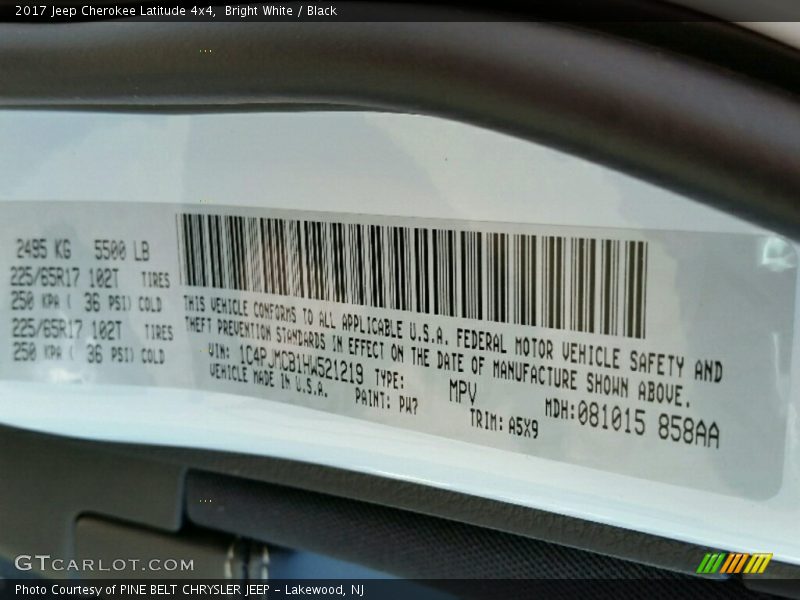 2017 Jeep Cherokee Latitude 4x4, Bright White / Black
2495 KG 5500 LB
225/65R17 102T TIRES
250 KPA ( 36 PSI) COLD
225/65R17 102T TIRES
250 KPA ( 36 PSI) COLD
THIS VEHICLE CONFORMS TO ALL APPLICABLE U.S.A. FEDERAL MOTOR VEHICLE SAFETY AND
THEFT PREVENTION STANDARDS IN EFFECT ON THE DATE OF MANUFACTURE SHOWN ABOVE.
VIN: 1C4PJMCB1HW521219 TYPE: MPV MDH:081015 858AA
VEHICLE MADE IN U.S.A. PAINT: PW7 TRIM: A5X9
GTCARLOT.COM
Photo Courtesy of PINE BELT CHRYSLER JEEP - Lakewood, NJ